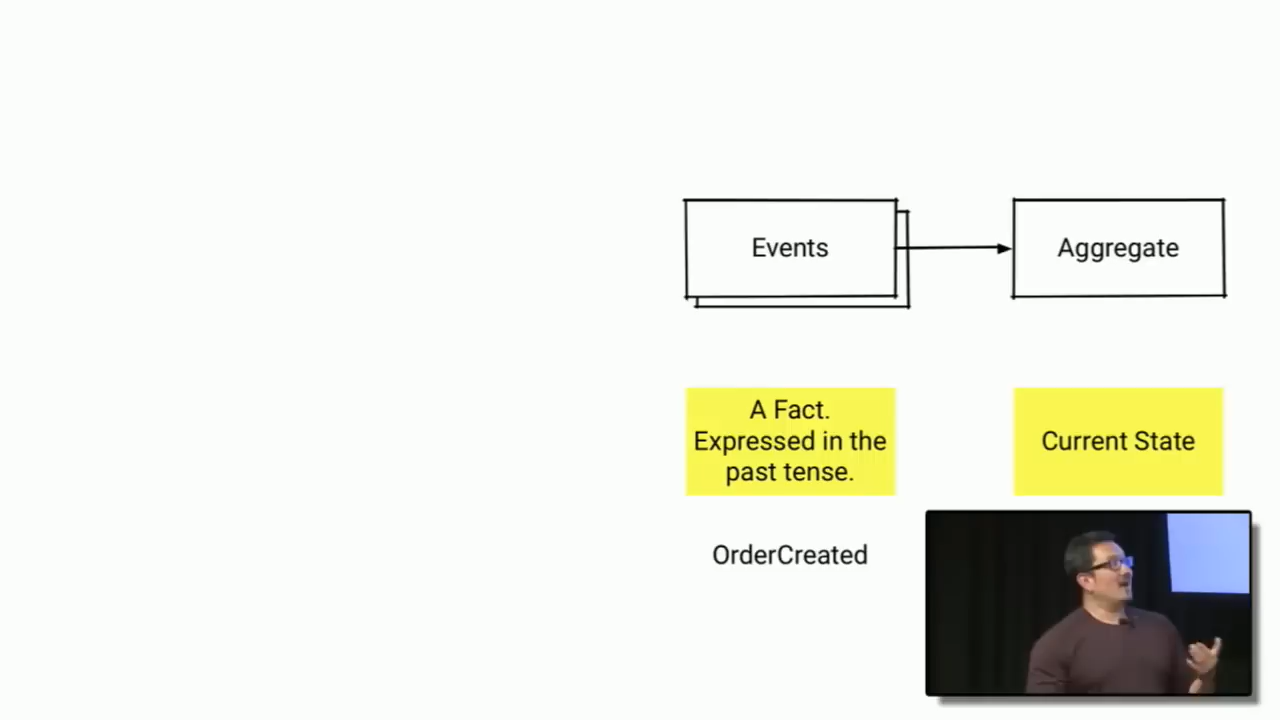 Events
Aggregate
A Fact.
Expressed in the
past tense.
Current State
OrderCreated